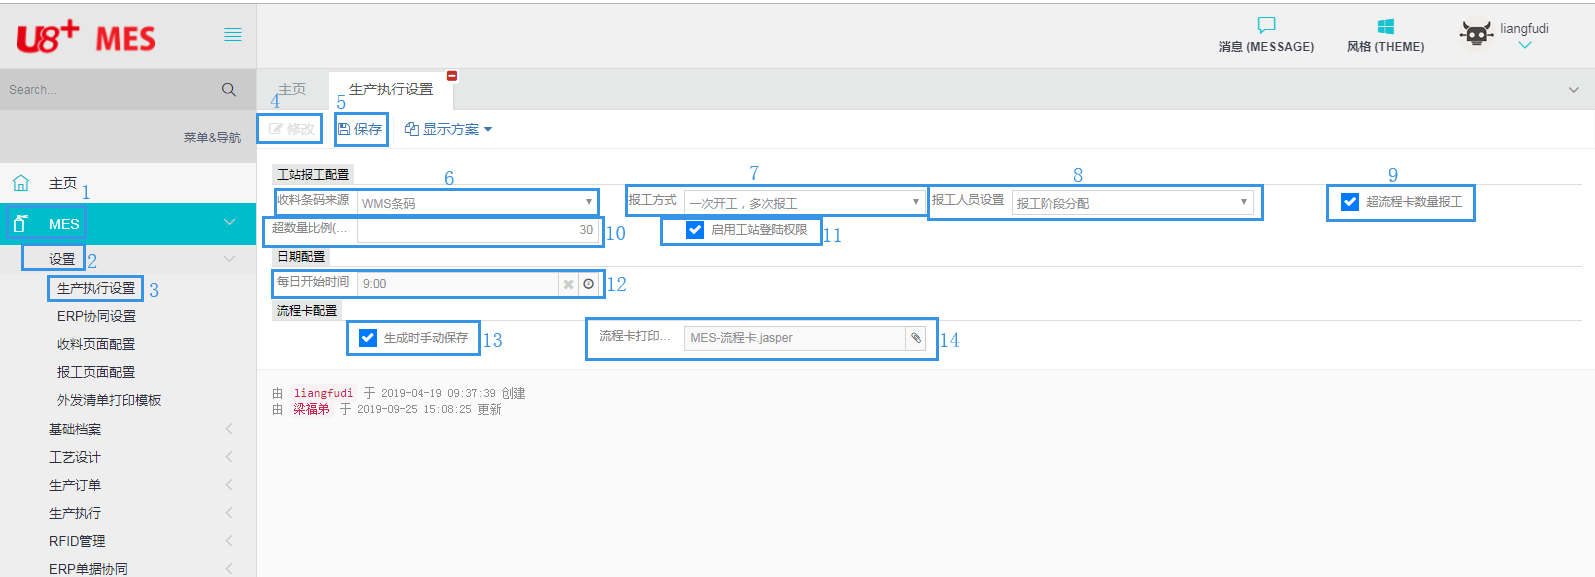 U8+ MES
消息 (MESSAGE)
风格 (THEME)
liangfudi
Search...
主页
生产执行设置
菜单&导航
4
修改
5
保存
显示方案
主页
1
MES
设置
2
生产执行设置
3
ERP协同设置
收料页面配置
报工页面配置
外发清单打印模板
基础档案
工艺设计
生产订单
生产执行
RFID管理
ERP单据协同
工站报工配置
6
7
8
9
收料条码来源
WMS条码
报工方式
一次开工，多次报工
报工人员设置
报工阶段分配
超流程卡数量报工
超数量比例(...
30
10
启用工站登陆权限
11
日期配置
每日开始时间
9:00
12
流程卡配置
生成时手动保存
13
流程卡打印...
MES-流程卡.jasper
14
由 liangfudi 于 2019-04-19 09:37:39 创建
由 梁福弟 于 2019-09-25 15:08:25 更新